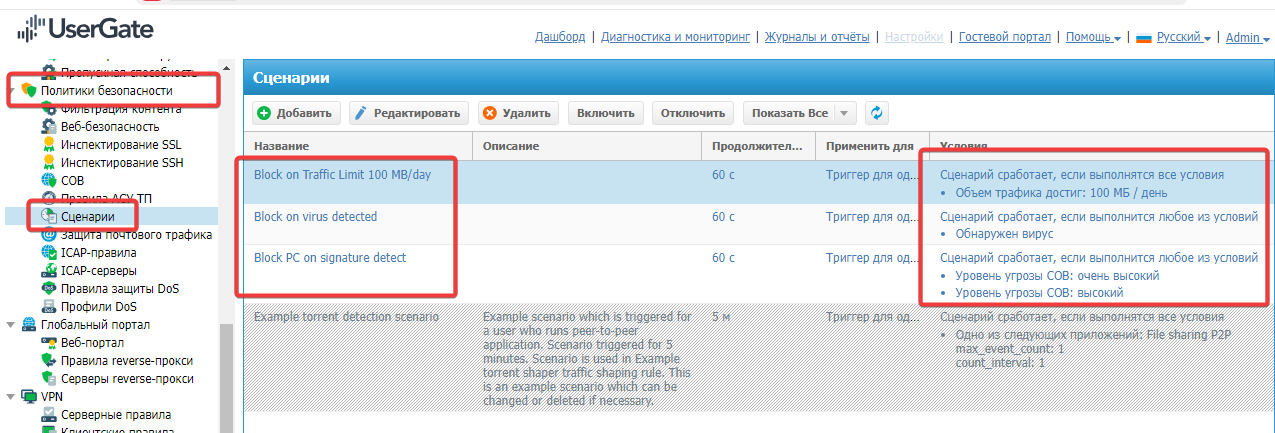 UserGate
Дашборд | Диагностика и мониторинг | Журналы и отчёты | Настройки | Гостевой портал | Помощь | Русский | Admin
Пропускная способность
Политики безопасности
Фильтрация контента
Веб-безопасность
Инспектирование SSL
Инспектирование SSH
СОВ
Правила АСУ ТП
Сценарии
Защита почтового трафика
ICAP-правила
ICAP-серверы
Правила защиты DoS
Профили DoS
Глобальный портал
Веб-портал
Правила reverse-прокси
Серверы reverse-прокси
VPN
Серверные правила
Клиентские правила
Сценарии
Добавить Редактировать Удалить Включить Отключить Показать Все
Название Описание Продолжител... Применить для Условия
Block on Traffic Limit 100 MB/day 60 с Триггер для од... Сценарий сработает, если выполнятся все условия
• Объем трафика достиг: 100 МБ / день
Block on virus detected 60 с Триггер для од... Сценарий сработает, если выполнится любое из условий
• Обнаружен вирус
Block PC on signature detect 60 с Триггер для од... Сценарий сработает, если выполнится любое из условий
• Уровень угрозы СОВ: очень высокий
• Уровень угрозы СОВ: высокий
Example torrent detection scenario Example scenario which is triggered for 5 м Триггер для од... Сценарий сработает, если выполнятся все условия
a user who runs peer-to-peer • Одно из следующих приложений: File sharing P2P
application. Scenario triggered for 5 max_event_count: 1
minutes. Scenario is used in Example count_interval: 1
torrent shaper traffic shaping rule. This
is an example scenario which can be
changed or deleted if necessary.